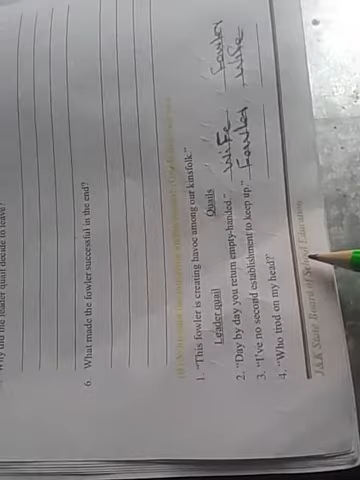 Why did the leader quail decide to leave?
6. What made the fowler successful in the end?
1. "This fowler is creating havoc among our kinsfolk."
Leader quail Quails
2. "Day by day you return empty-handed." Wife Fowler
3. "I've no second establishment to keep up." Fowler Wife
4. "Who trod on my head?"
J&K State Board of School Education